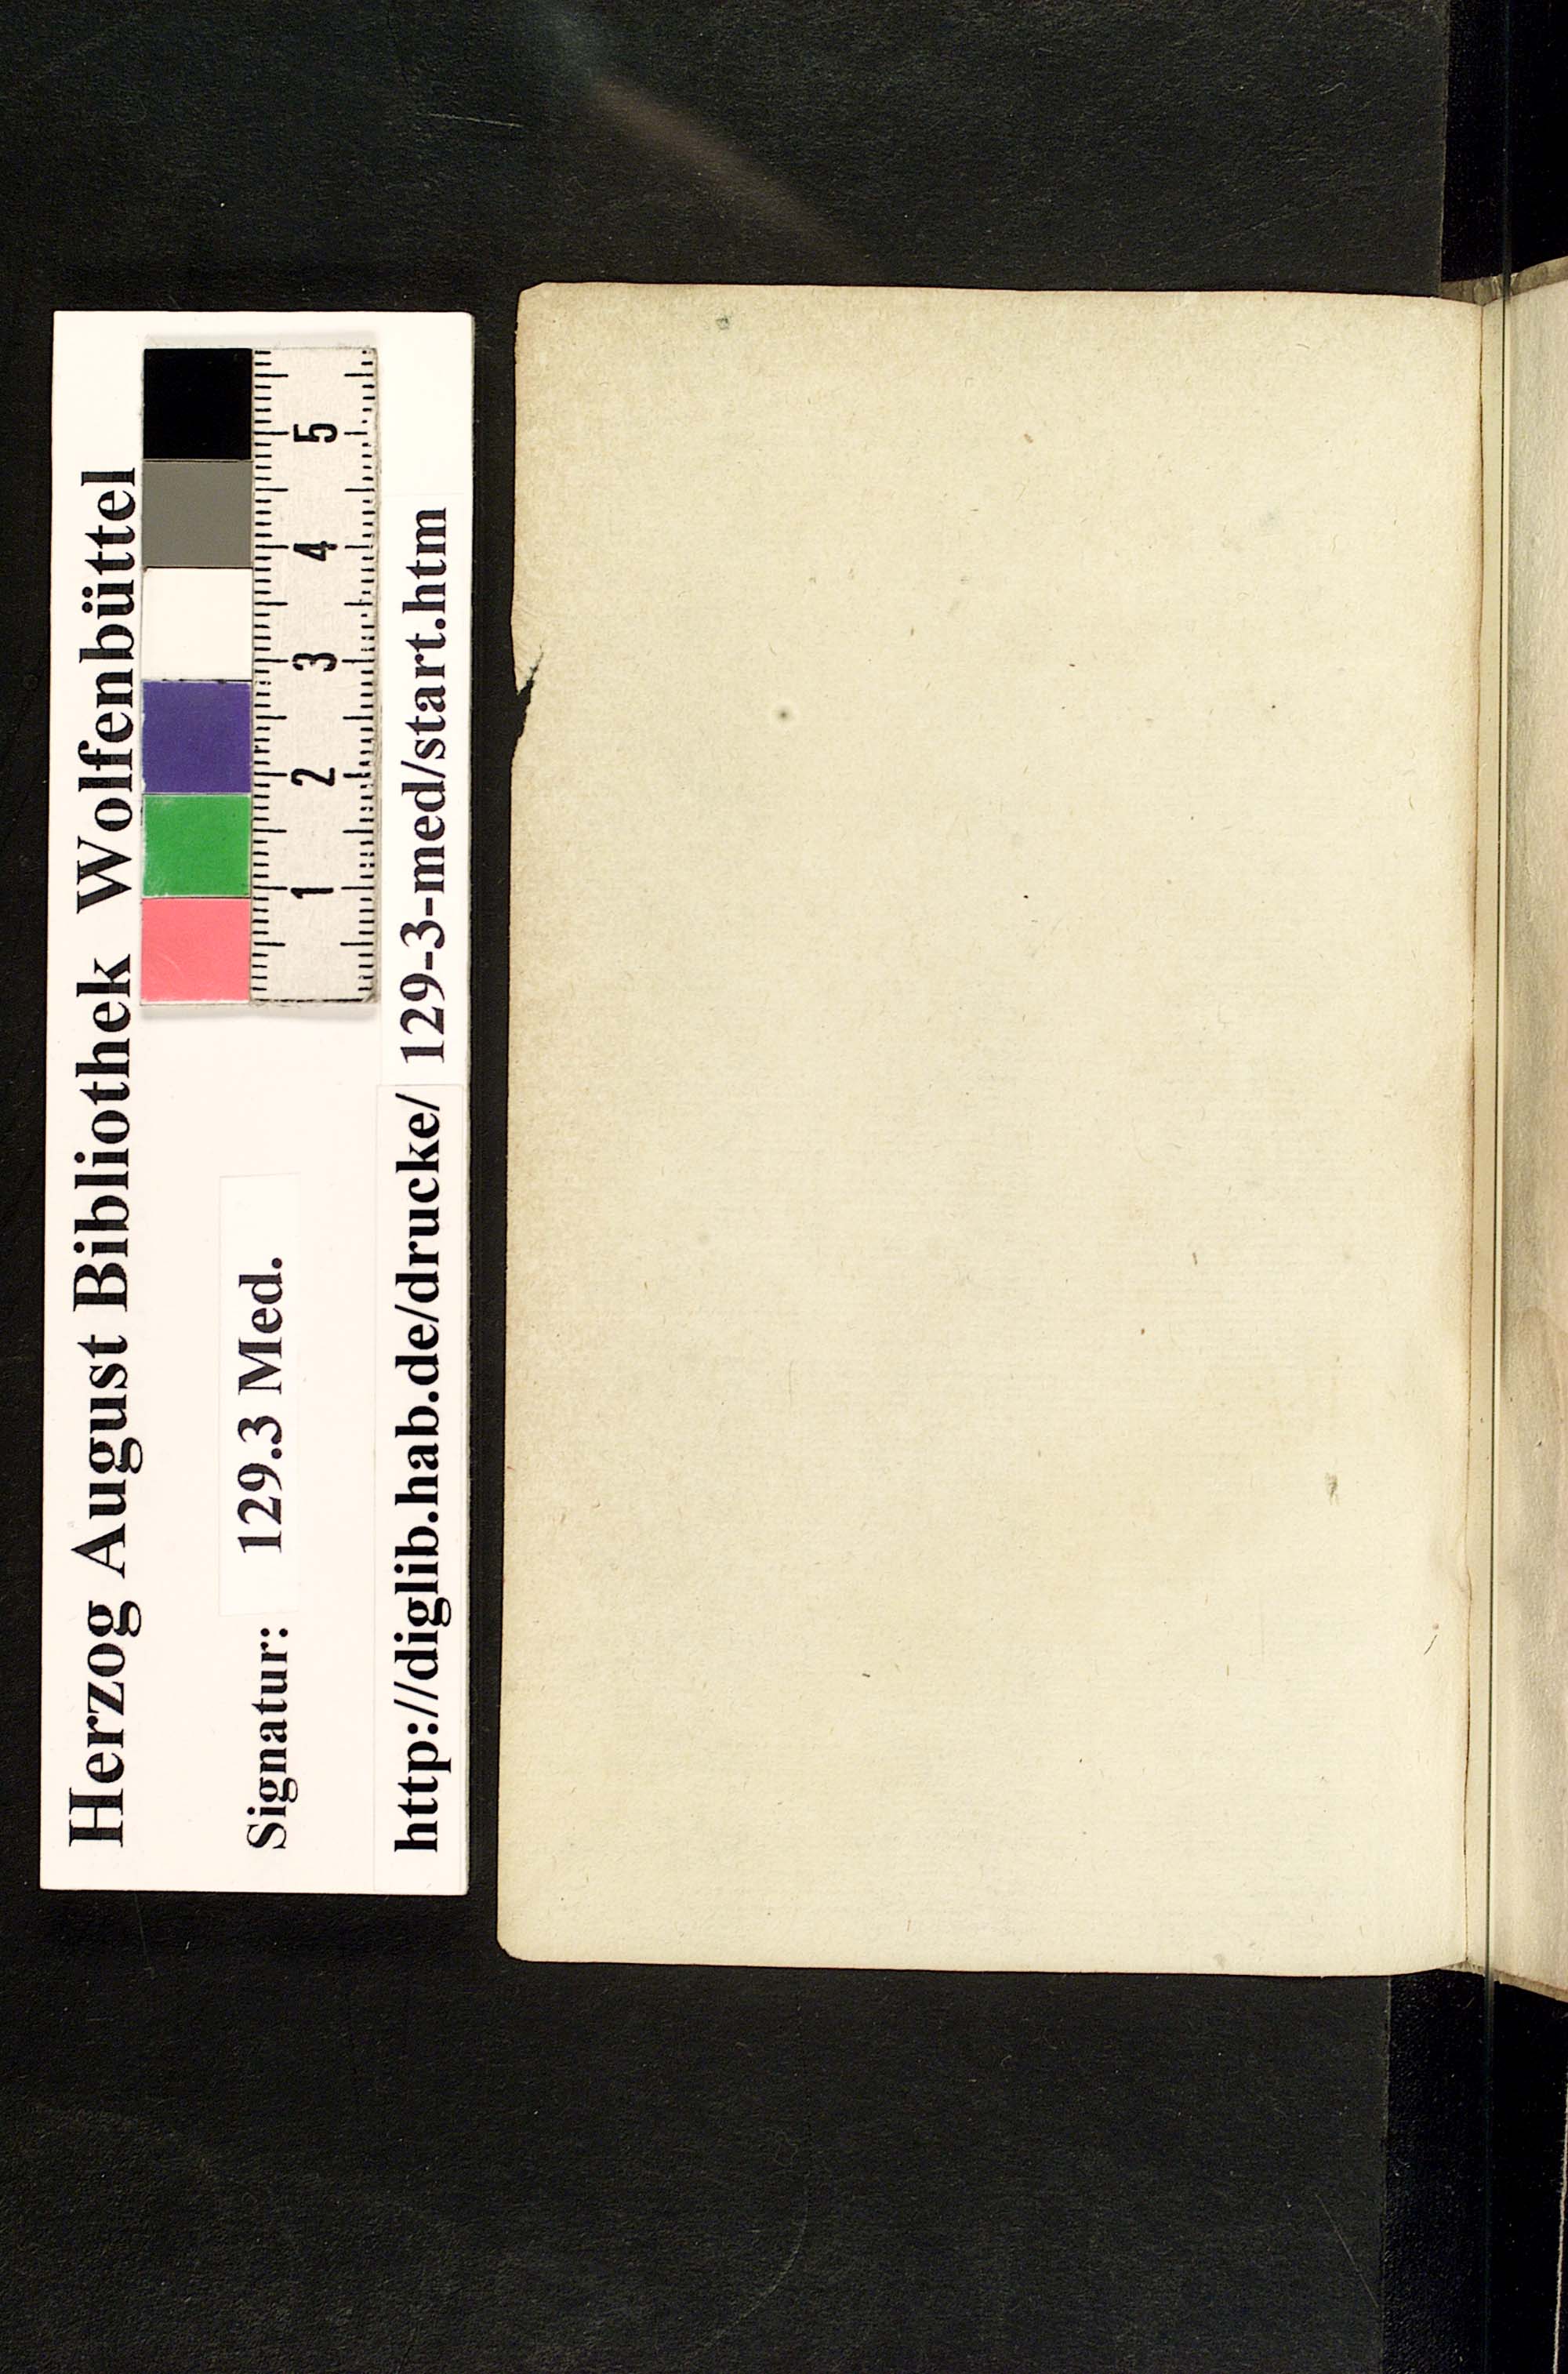 Herzog August Bibliothek Wolfenbüttel
1 2 3 4 5
Signatur: 129.3 Med.
http://diglib.hab.de/drucke/ 129-3-med/start.htm